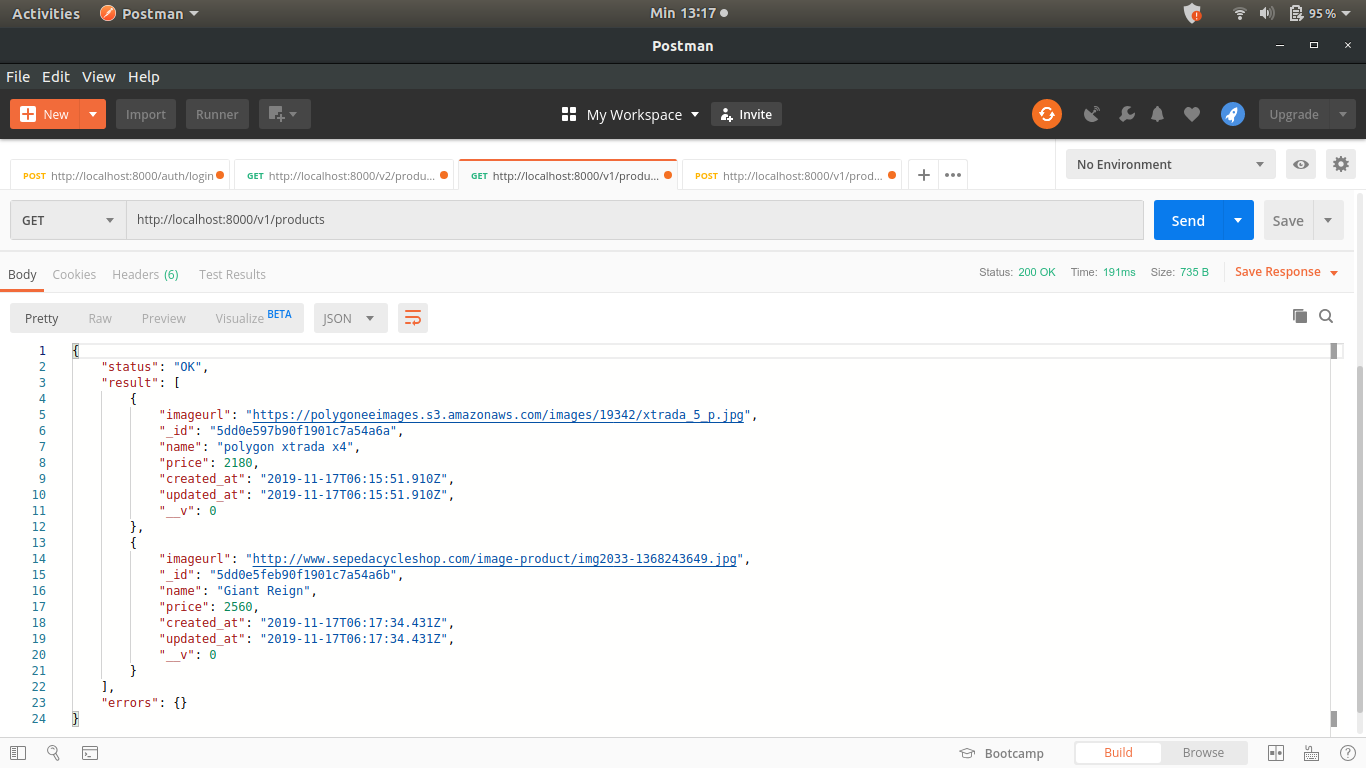 Activities Postman Min 13:17 95 %
Postman
File Edit View Help
New Import Runner My Workspace Invite Upgrade
POST http://localhost:8000/auth/login GET http://localhost:8000/v2/produ... GET http://localhost:8000/v1/produ... POST http://localhost:8000/v1/prod... No Environment
GET http://localhost:8000/v1/products Send Save
Body Cookies Headers (6) Test Results Status: 200 OK Time: 191ms Size: 735 B Save Response
Pretty Raw Preview Visualize BETA JSON
1 {
2 "status": "OK",
3 "result": [
4 {
5 "imageurl": "https://polygoneeimages.s3.amazonaws.com/images/19342/xtrada_5_p.jpg",
6 "_id": "5dd0e597b90f1901c7a54a6a",
7 "name": "polygon xtrada x4",
8 "price": 2180,
9 "created_at": "2019-11-17T06:15:51.910Z",
10 "updated_at": "2019-11-17T06:15:51.910Z",
11 "__v": 0
12 },
13 {
14 "imageurl": "http://www.sepedacycleshop.com/image-product/img2033-1368243649.jpg",
15 "_id": "5dd0e5feb90f1901c7a54a6b",
16 "name": "Giant Reign",
17 "price": 2560,
18 "created_at": "2019-11-17T06:17:34.431Z",
19 "updated_at": "2019-11-17T06:17:34.431Z",
20 "__v": 0
21 }
22 ],
23 "errors": {}
24 }
Bootcamp Build Browse